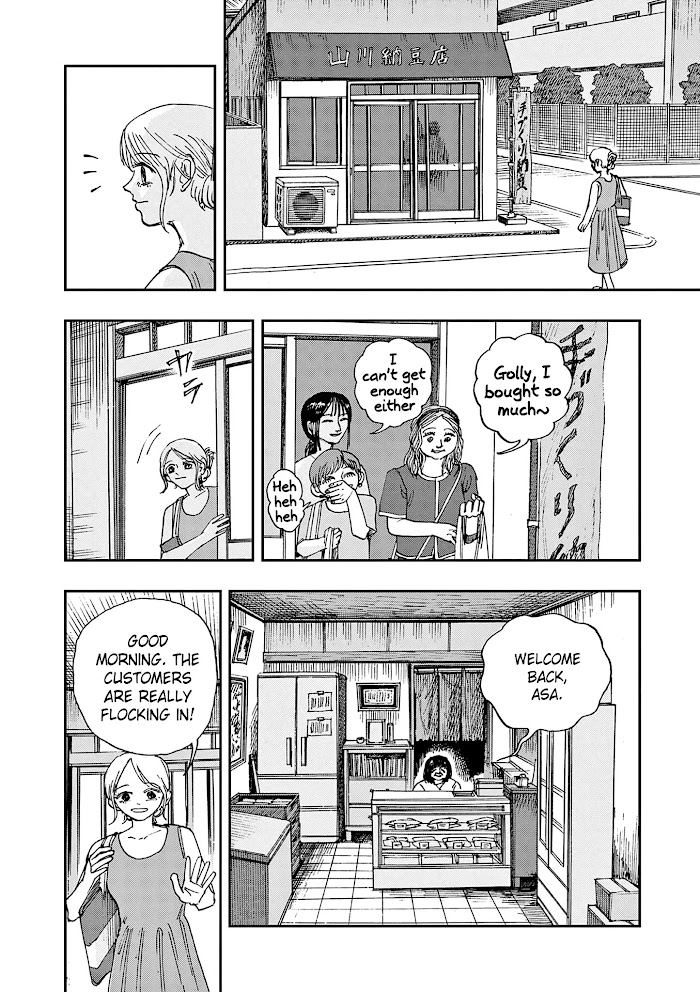 山川納豆店
手づくり納豆
Golly, I
bought so
much~
I
can't get
enough
either
Heh
heh
heh
手づくり納
ガラ
WELCOME
BACK,
ASA.
GOOD
MORNING. THE
CUSTOMERS
ARE REALLY
FLOCKING IN!